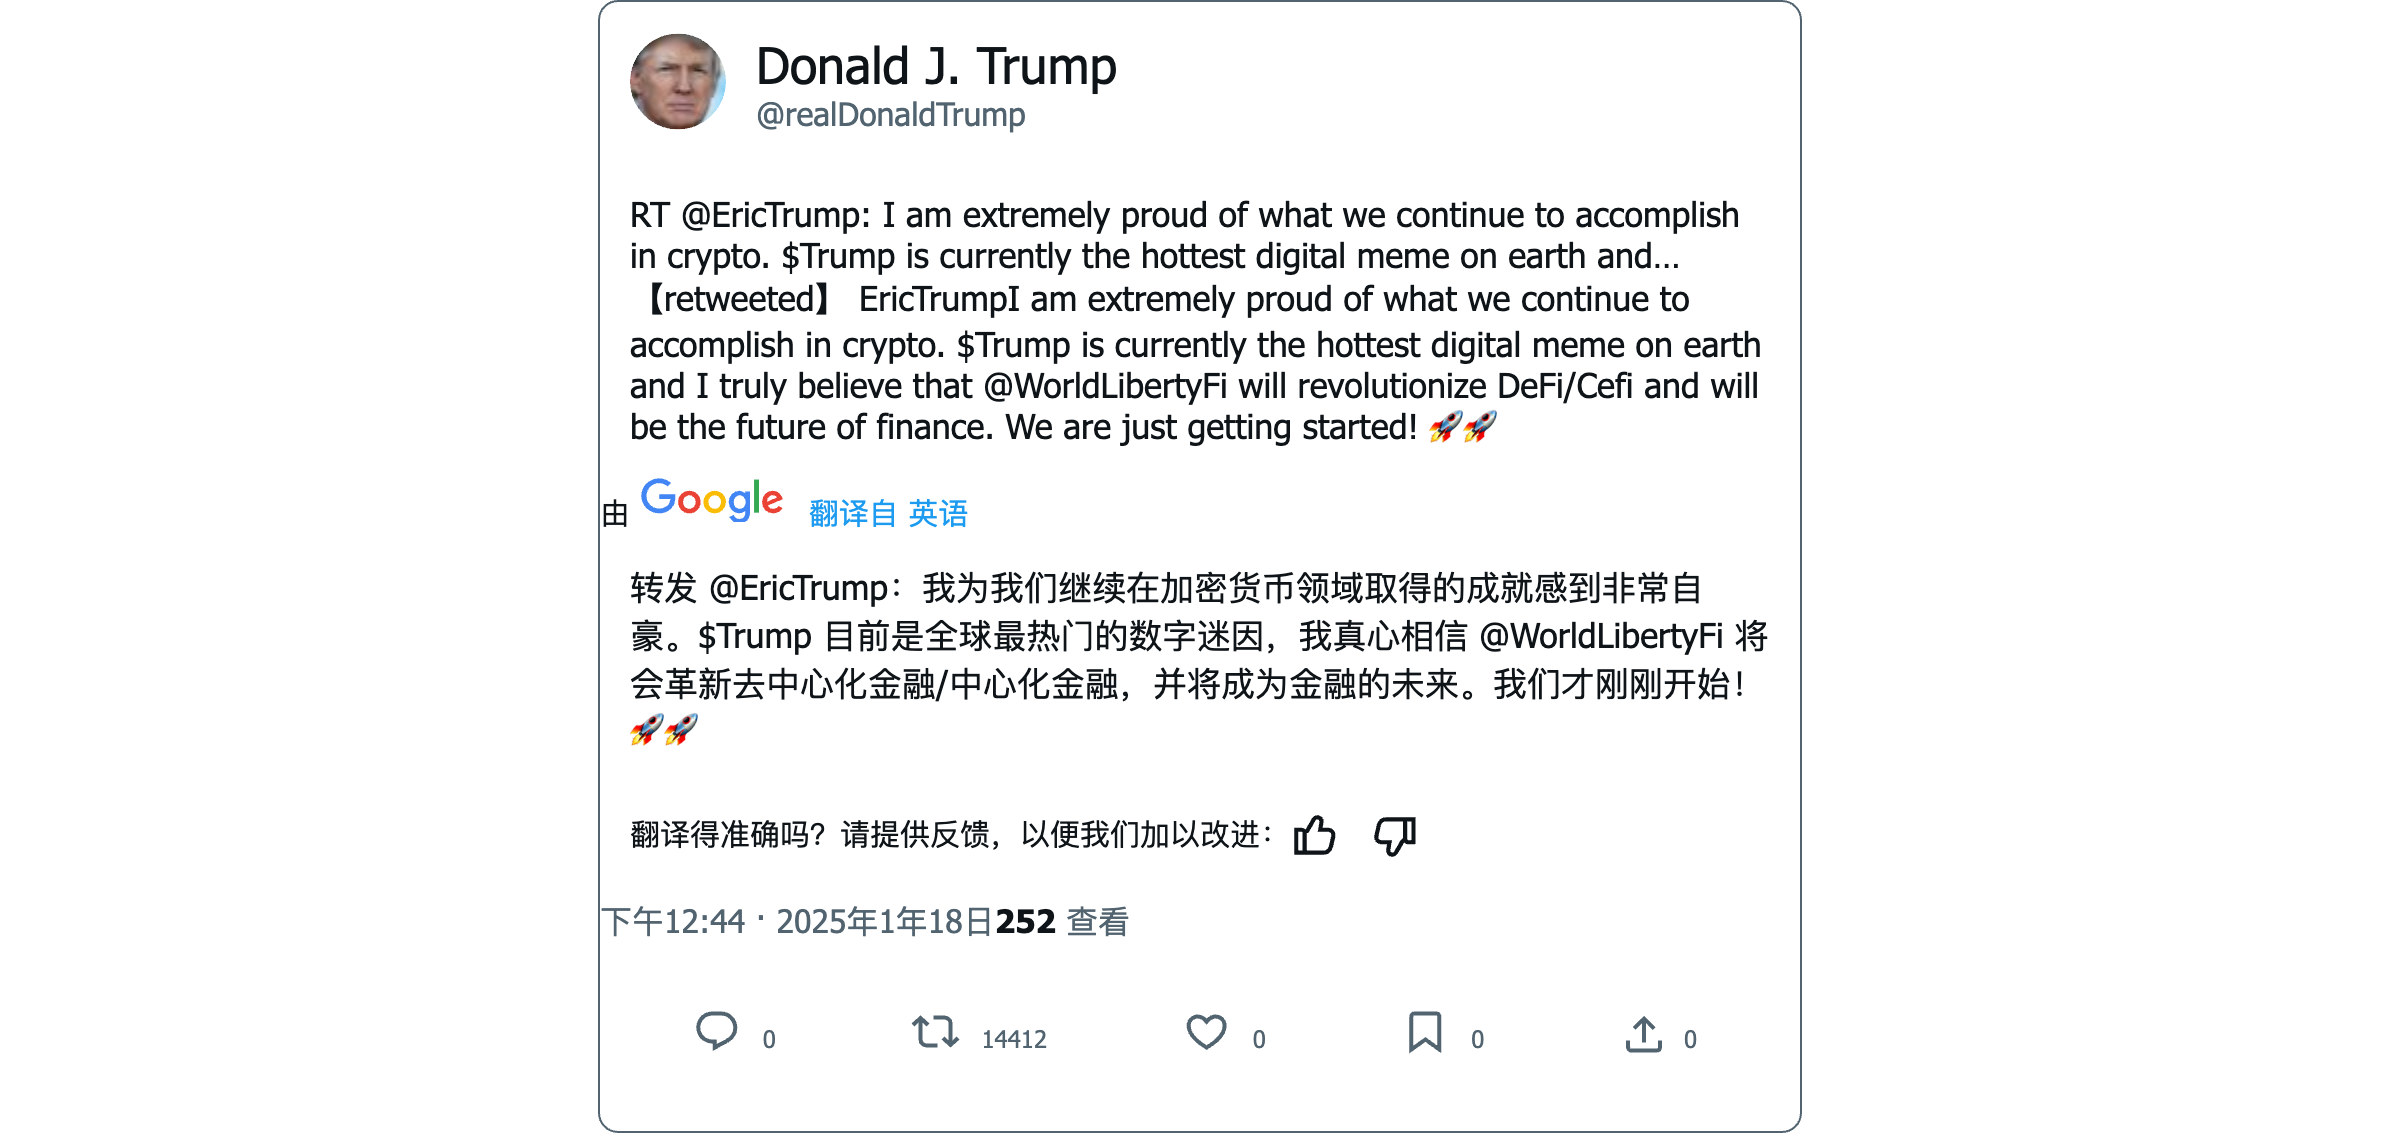 Donald J. Trump
@realDonaldTrump
RT @EricTrump: I am extremely proud of what we continue to accomplish
in crypto. $Trump is currently the hottest digital meme on earth and…
【retweeted】 EricTrumpI am extremely proud of what we continue to
accomplish in crypto. $Trump is currently the hottest digital meme on earth
and I truly believe that @WorldLibertyFi will revolutionize DeFi/Cefi and will
be the future of finance. We are just getting started! 🚀🚀
由 Google 翻译自 英语
转发 @EricTrump：我为我们继续在加密货币领域取得的成就感到非常自
豪。$Trump 目前是全球最热门的数字迷因，我真心相信 @WorldLibertyFi 将
会革新去中心化金融/中心化金融，并将成为金融的未来。我们才刚刚开始！
🚀🚀
翻译得准确吗？请提供反馈，以便我们加以改进：
下午12:44 · 2025年1年18日252 查看
0 14412 0 0 0